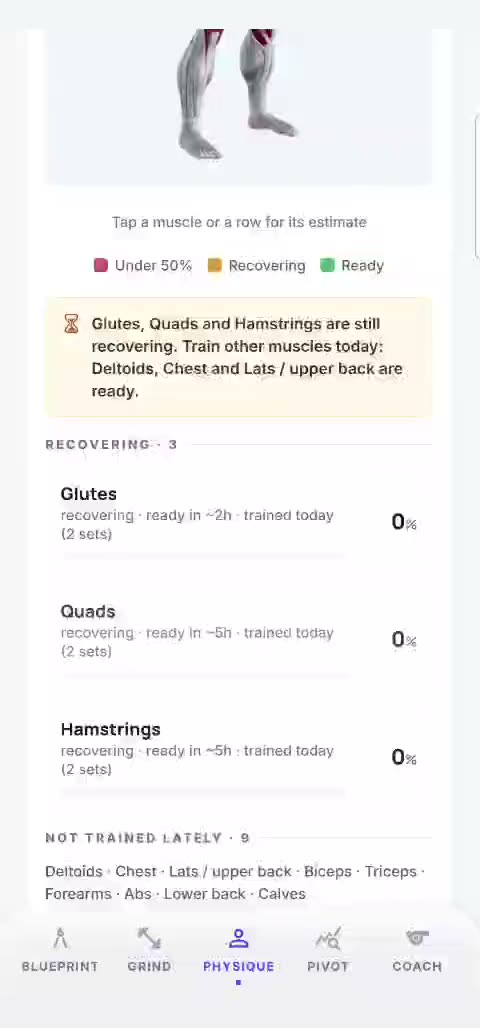 Tap a muscle or a row for its estimate
Under 50% Recovering Ready
Glutes, Quads and Hamstrings are still
recovering. Train other muscles today:
Deltoids, Chest and Lats / upper back are
ready.
RECOVERING · 3
Glutes
recovering · ready in ~2h · trained today
(2 sets)
0%
Quads
recovering · ready in ~5h · trained today
(2 sets)
0%
Hamstrings
recovering · ready in ~5h · trained today
(2 sets)
0%
NOT TRAINED LATELY · 9
Deltoids · Chest · Lats / upper back · Biceps · Triceps ·
Forearms · Abs · Lower back · Calves
BLUEPRINT GRIND PHYSIQUE PIVOT COACH